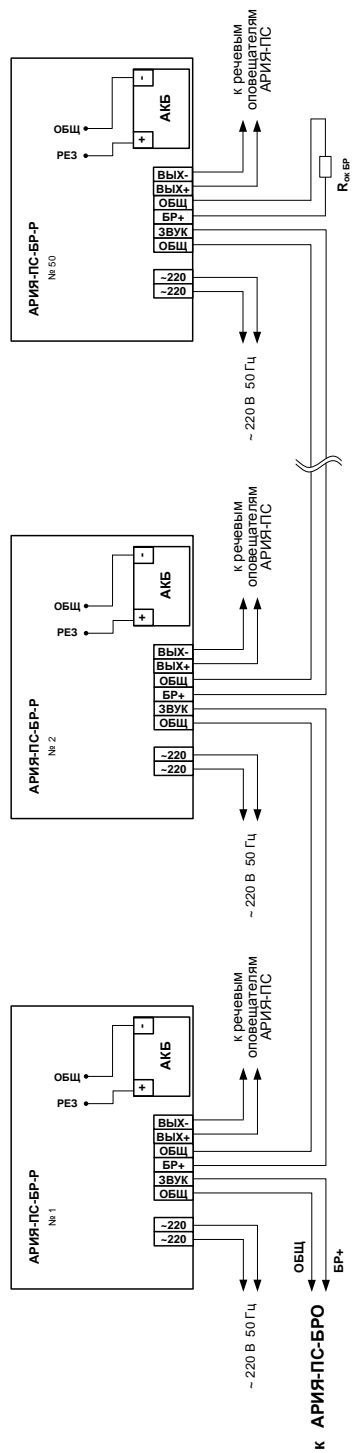 АРИЯ-ПС-БР-Р
№ 1
ОБЩ
РЕЗ
+
-
АКБ
~220
~220
ОБЩ
ЗВУК
БР+
ОБЩ
ВЫХ+
ВЫХ-
~ 220 В 50 Гц
к речевым
оповещателям
АРИЯ-ПС
ОБЩ
БР+
к АРИЯ-ПС-БРО
АРИЯ-ПС-БР-Р
№ 2
ОБЩ
РЕЗ
+
-
АКБ
~220
~220
ОБЩ
ЗВУК
БР+
ОБЩ
ВЫХ+
ВЫХ-
~ 220 В 50 Гц
к речевым
оповещателям
АРИЯ-ПС
АРИЯ-ПС-БР-Р
№ 50
ОБЩ
РЕЗ
+
-
АКБ
~220
~220
ОБЩ
ЗВУК
БР+
ОБЩ
ВЫХ+
ВЫХ-
~ 220 В 50 Гц
к речевым
оповещателям
АРИЯ-ПС
Rок БР